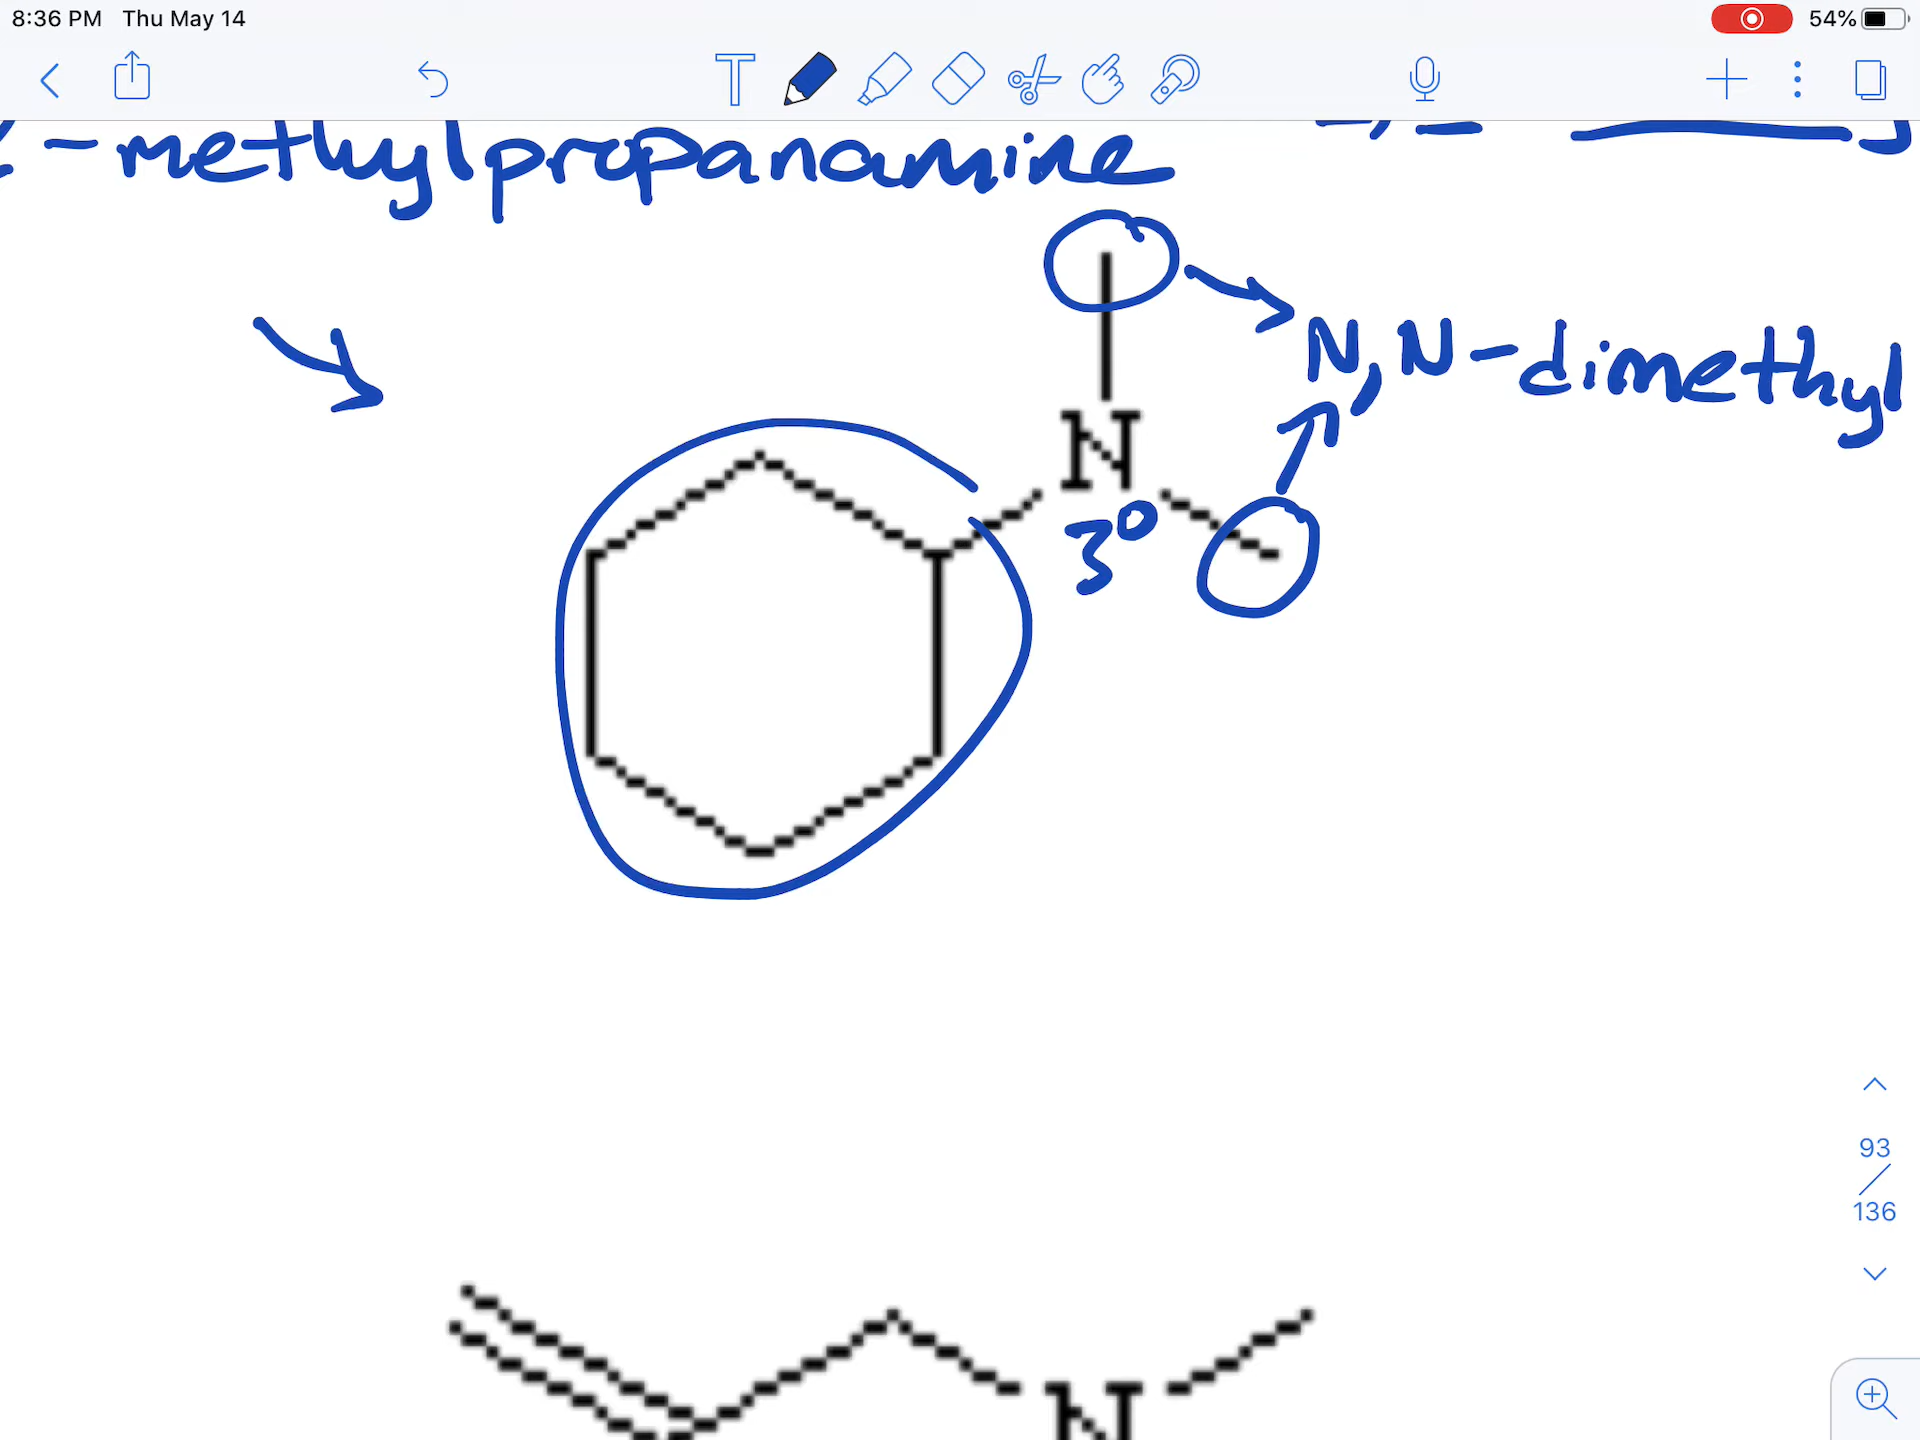 8:36 PM Thu May 14
54%
-methylpropanamine
N,N-dimethyl
N
3°
93
136
N